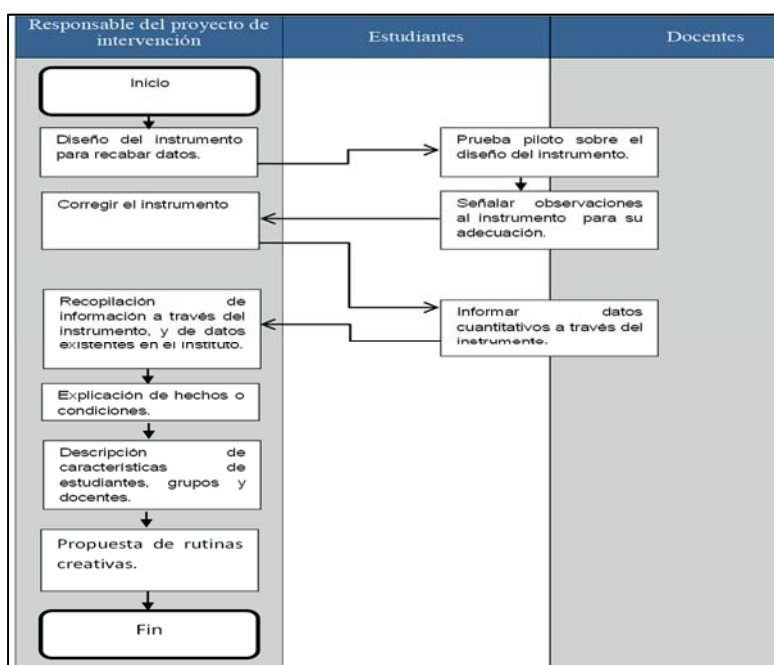 Responsable del proyecto de
intervención
Estudiantes
Docentes
Inicio
Diseño del instrumento
para recabar datos.
Prueba piloto sobre el
diseño del instrumento.
Corregir el instrumento
Señalar observaciones
al instrumento para su
adecuación.
Recopilación de
información a través del
instrumento, y de datos
existentes en el instituto.
Informar datos
cuantitativos a través del
instrumento.
Explicación de hechos o
condiciones.
Descripción de
características de
estudiantes, grupos y
docentes.
Propuesta de rutinas
creativas.
Fin